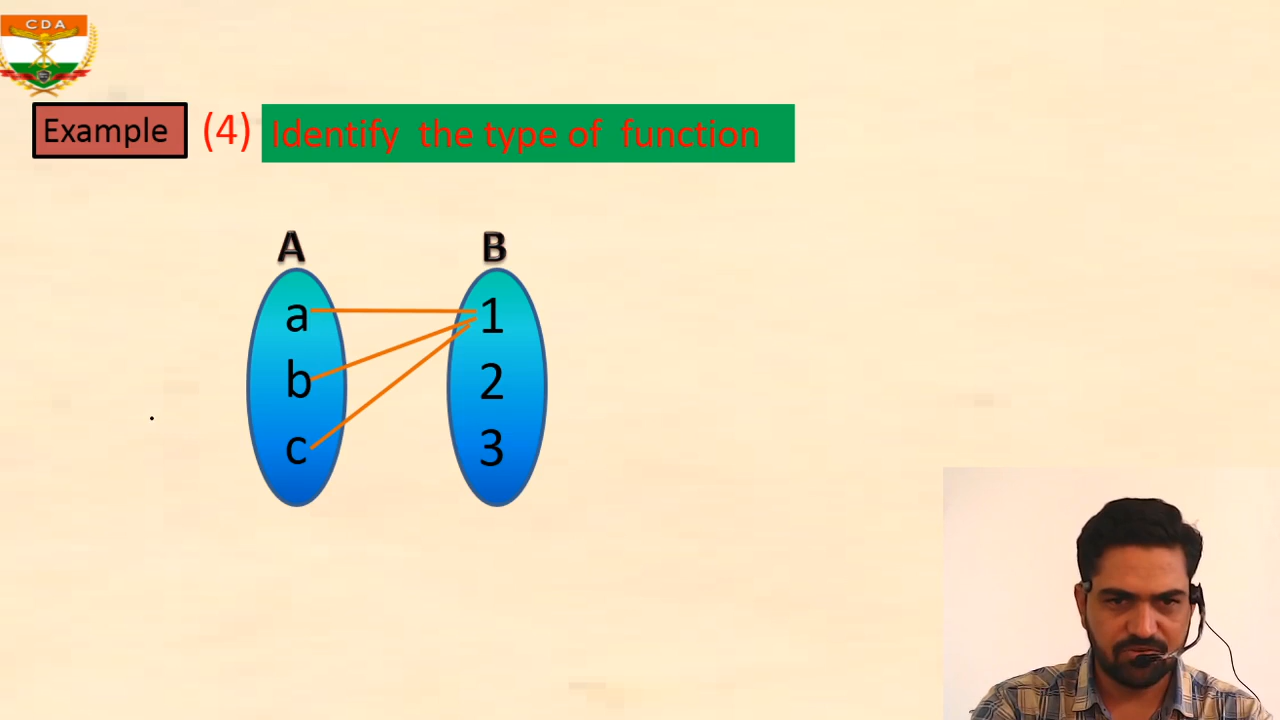 CDA
Example (4) Identify the type of function
A B
a 1
b 2
c 3